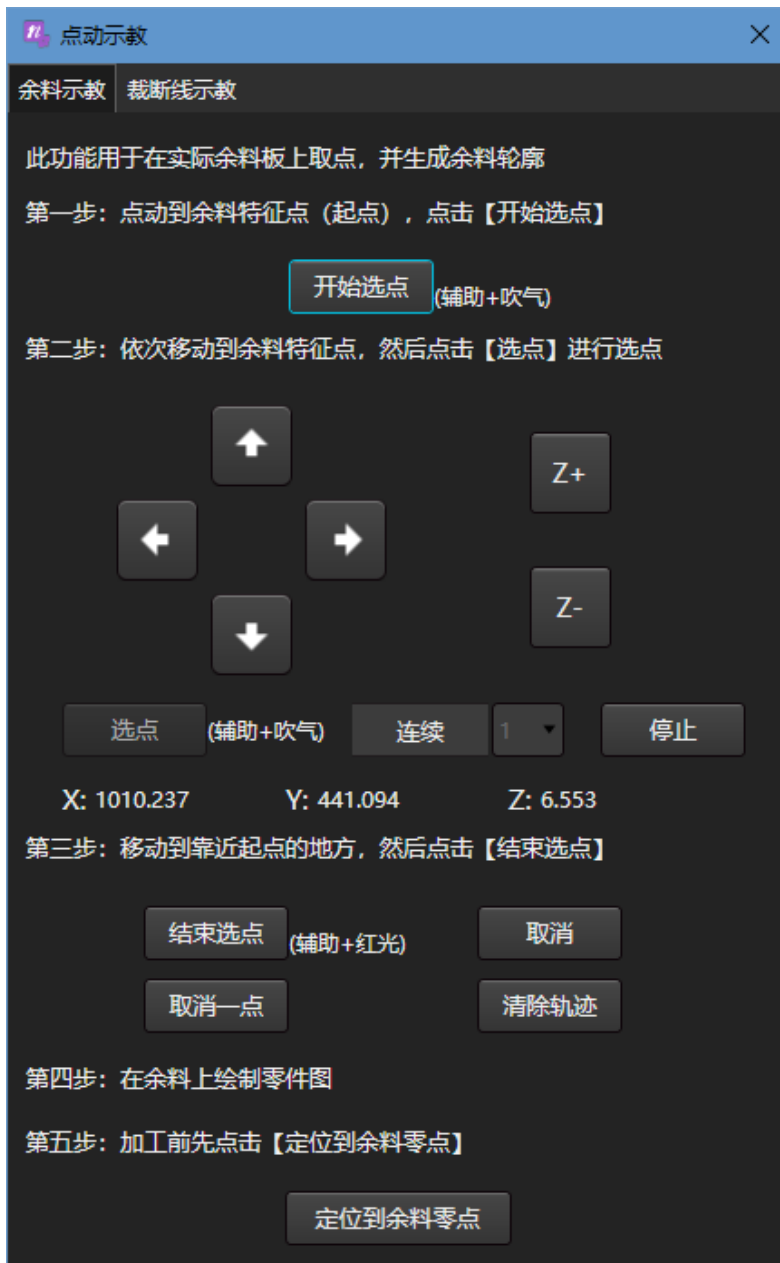 点动示教
余料示教 裁断线示教
此功能用于在实际余料板上取点，并生成余料轮廓
第一步：点动到余料特征点（起点），点击【开始选点】
开始选点 (辅助+吹气)
第二步：依次移动到余料特征点，然后点击【选点】进行选点
Z+
Z-
选点 (辅助+吹气) 连续 1 停止
X: 1010.237 Y: 441.094 Z: 6.553
第三步：移动到靠近起点的地方，然后点击【结束选点】
结束选点 (辅助+红光) 取消
取消一点 清除轨迹
第四步：在余料上绘制零件图
第五步：加工前先点击【定位到余料零点】
定位到余料零点